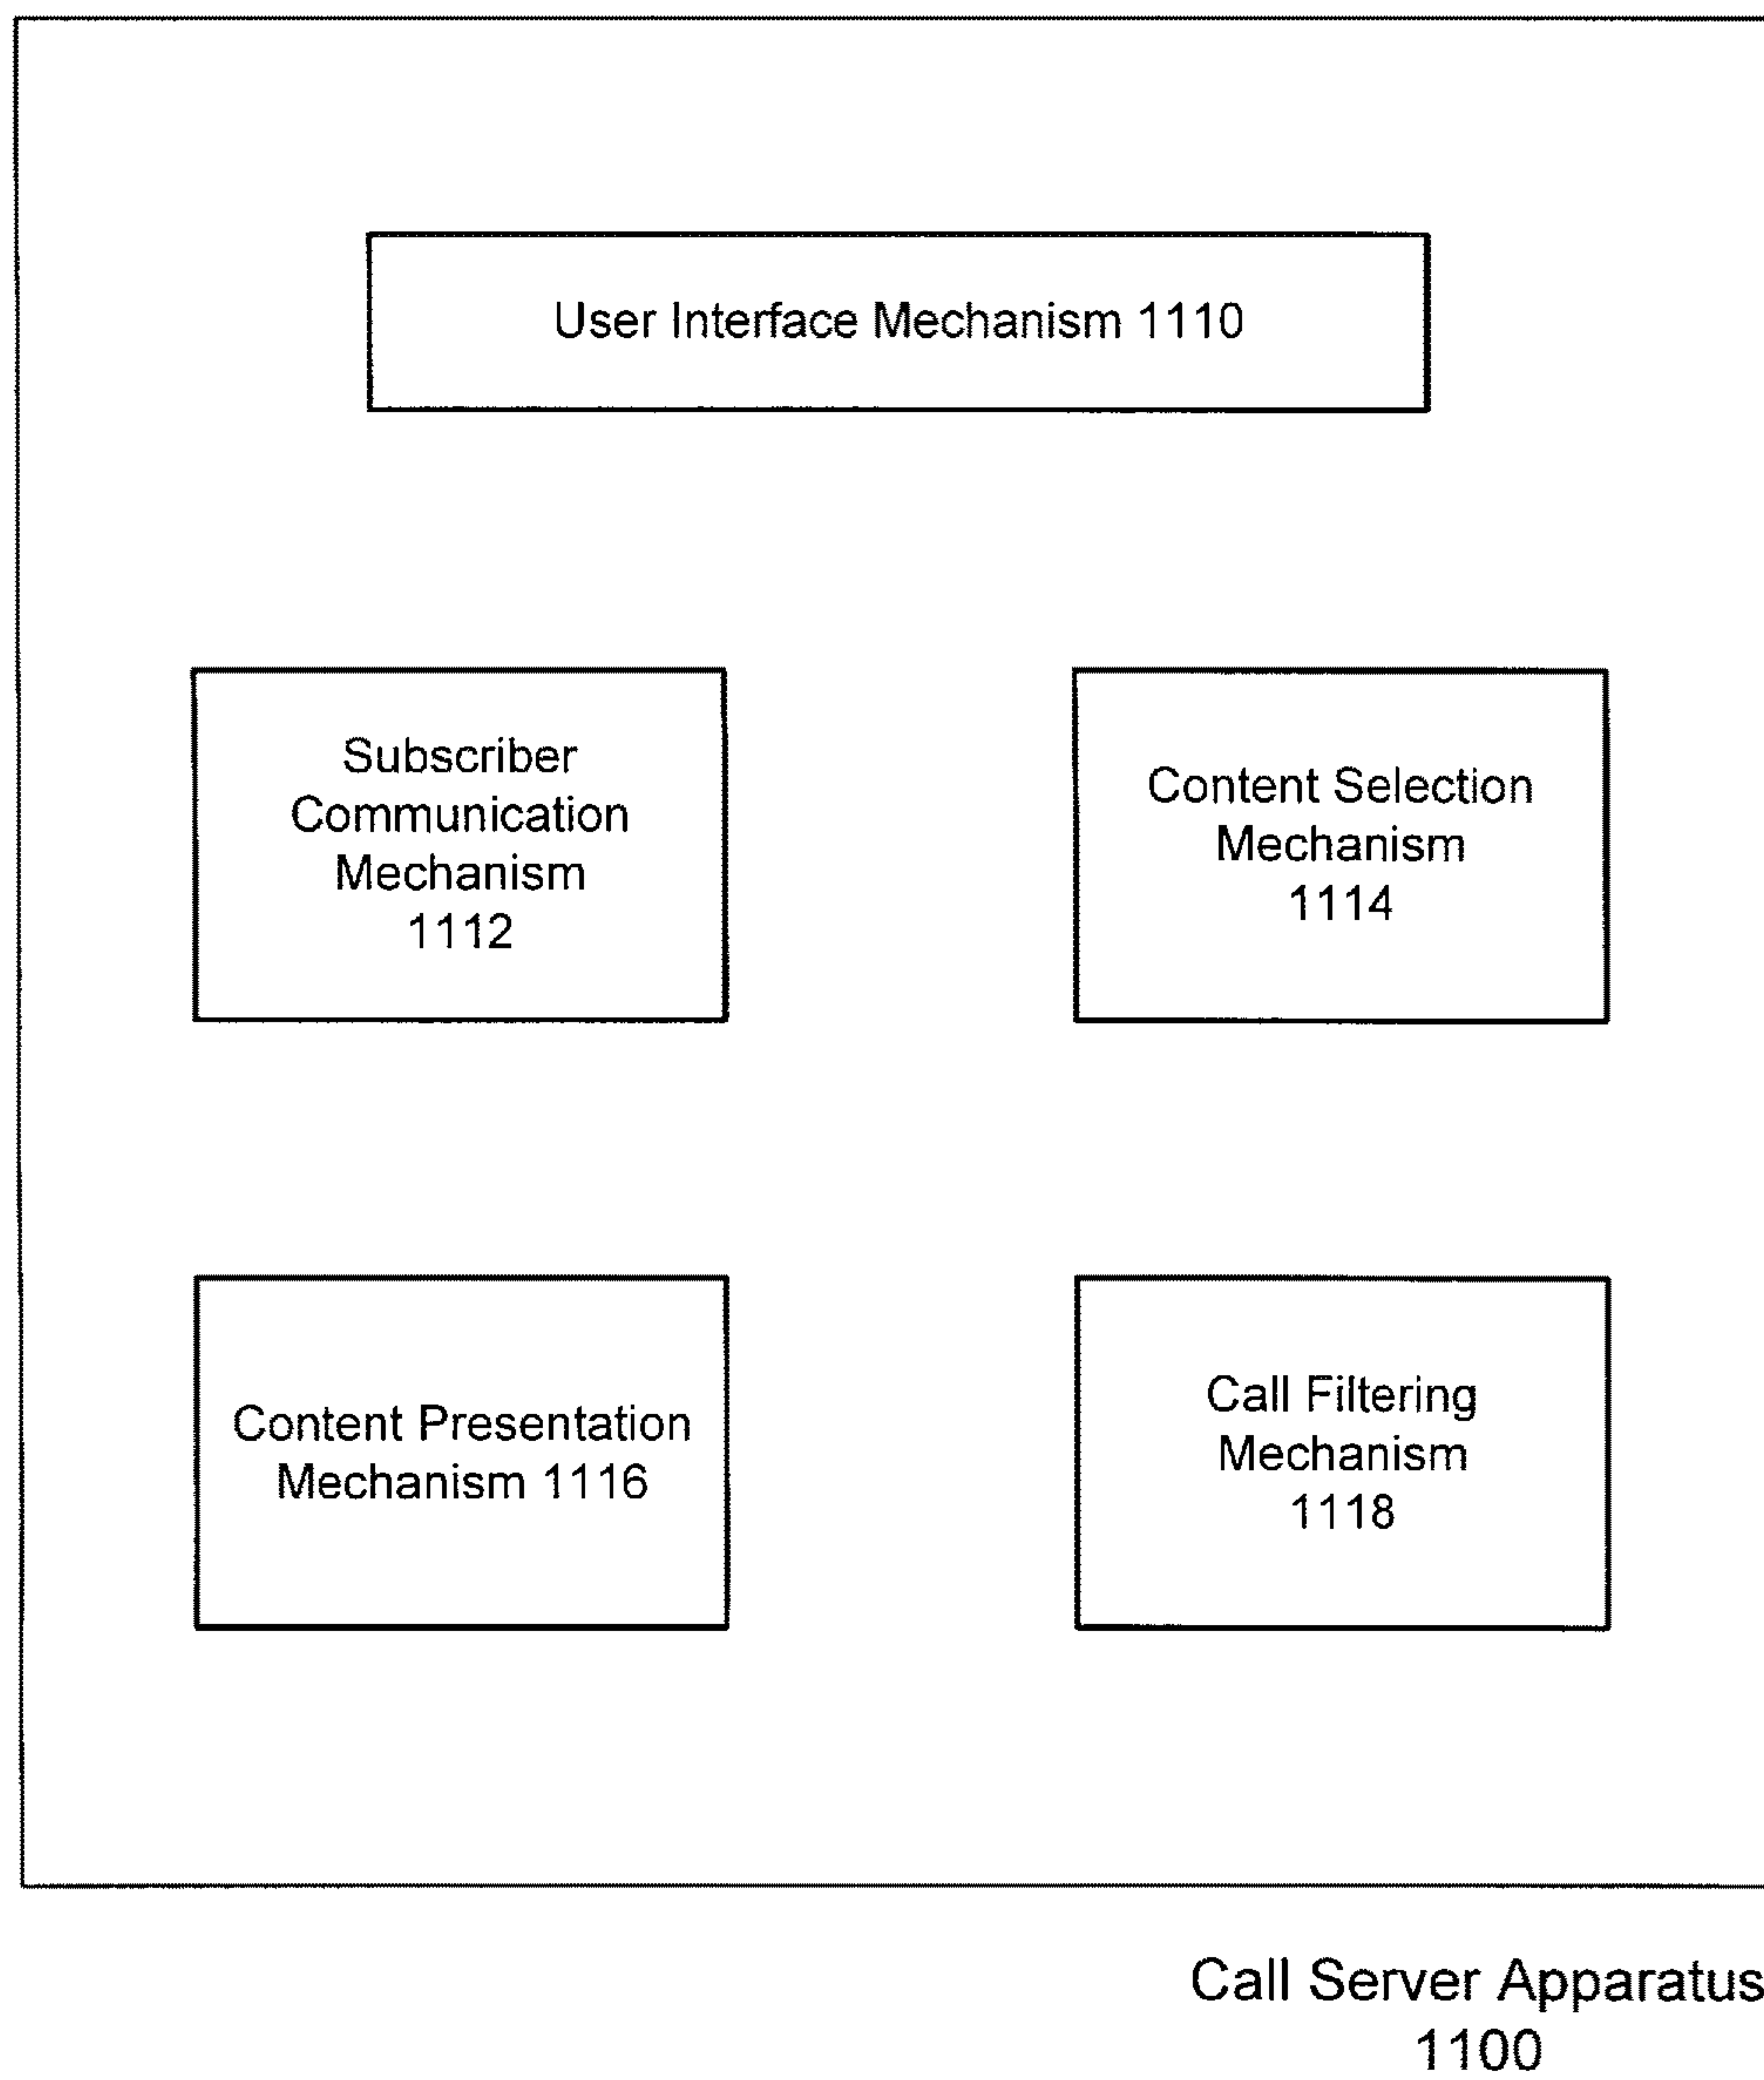 User Interface Mechanism 1110
Subscriber
Communication
Mechanism
1112
Content Selection
Mechanism
1114
Content Presentation
Mechanism 1116
Call Filtering
Mechanism
1118
Call Server Apparatus
1100